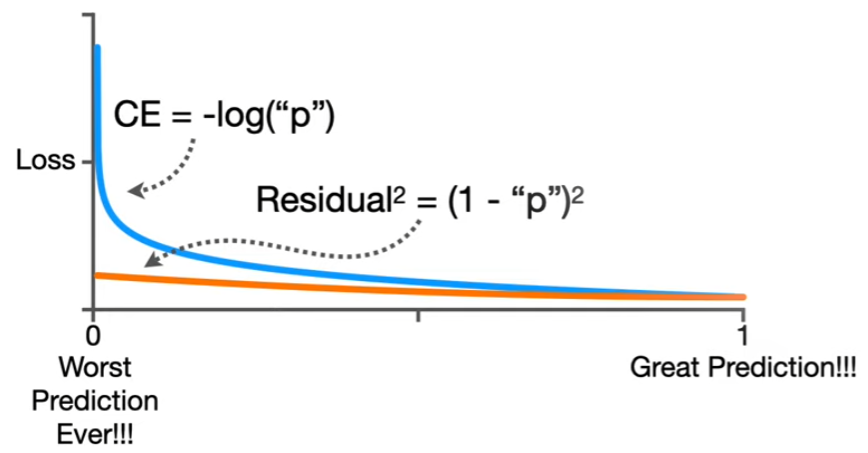 CE = -log(“p”)
Loss
Residual² = (1 - “p”)²
0
1
Worst
Prediction
Ever!!!
Great Prediction!!!